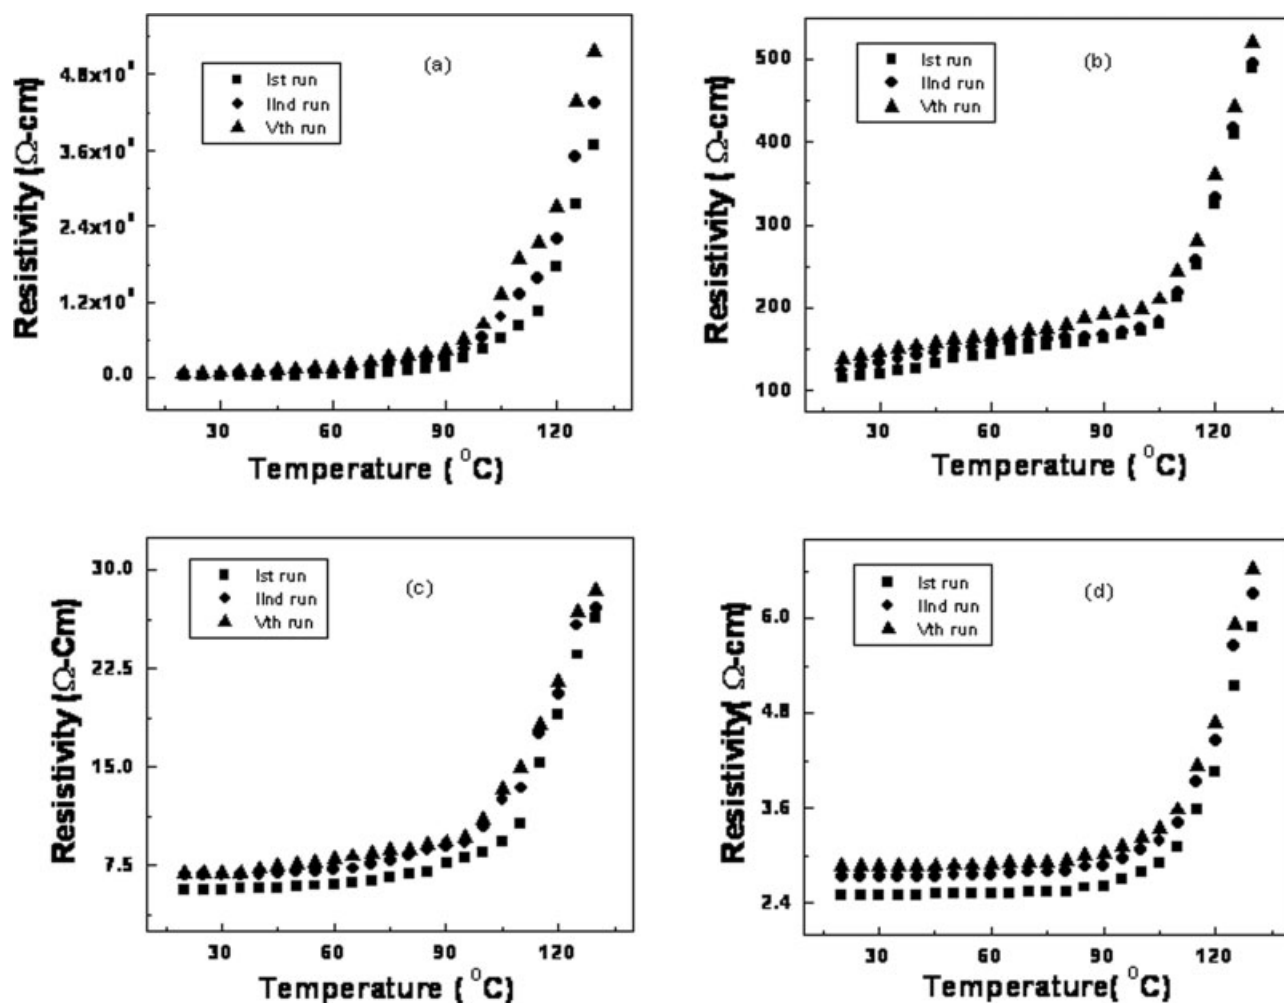 (a)
Ist run
IInd run
Vth run
4.8x10
3.6x10
2.4x10
1.2x10
0.0
Resistivity (Ω-cm)
30 60 90 120
Temperature ( °C)
(b)
Ist run
IInd run
Vth run
500
400
300
200
100
Resistivity ( Ω-cm)
30 60 90 120
Temperature ( °C)
(c)
Ist run
IInd run
Vth run
30.0
22.5
15.0
7.5
Resistivity (Ω-Cm)
30 60 90 120
Temperature ( °C)
(d)
Ist run
IInd run
Vth run
6.0
4.8
3.6
2.4
Resistivity( Ω-cm)
30 60 90 120
Temperature( °C)